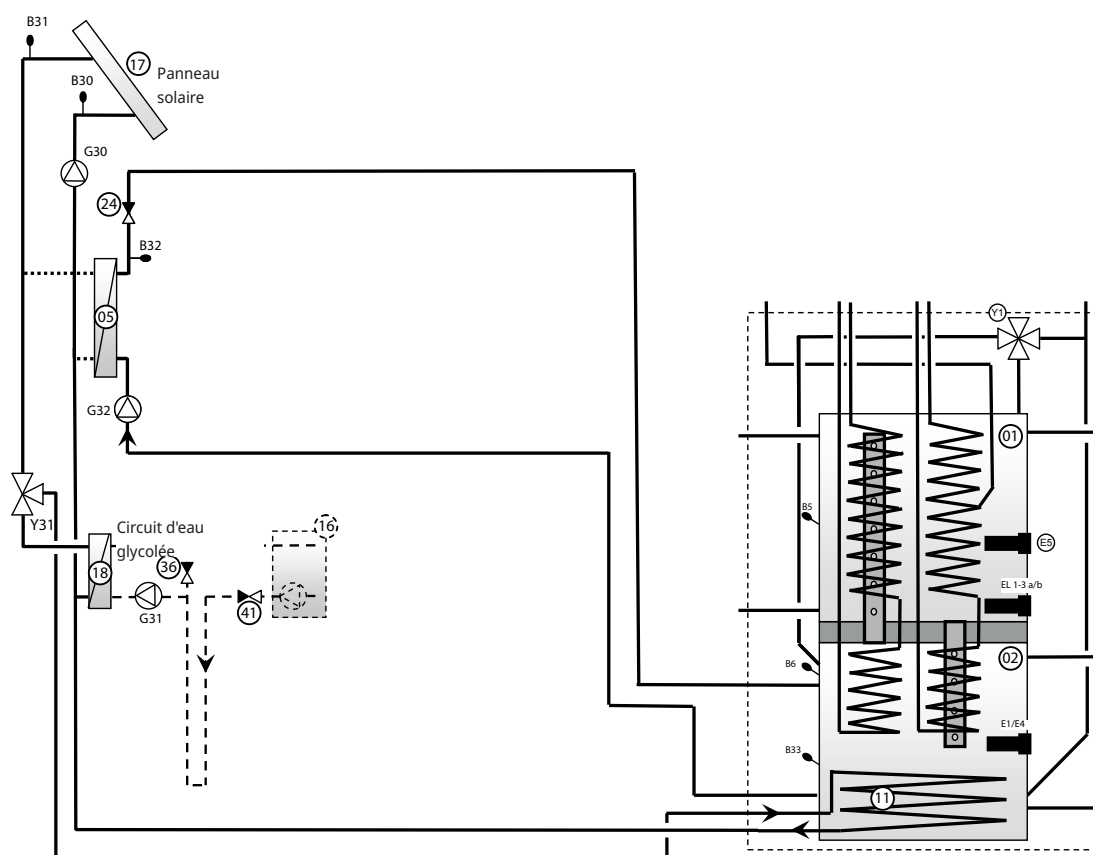 B31
17
Panneau
solaire
B30
G30
24
B32
05
G32
Y1
01
B5
E5
Y31
Circuit d'eau
glycolée
16
36
18
G31
41
EL 1-3 a/b
02
B6
E1/E4
B33
11